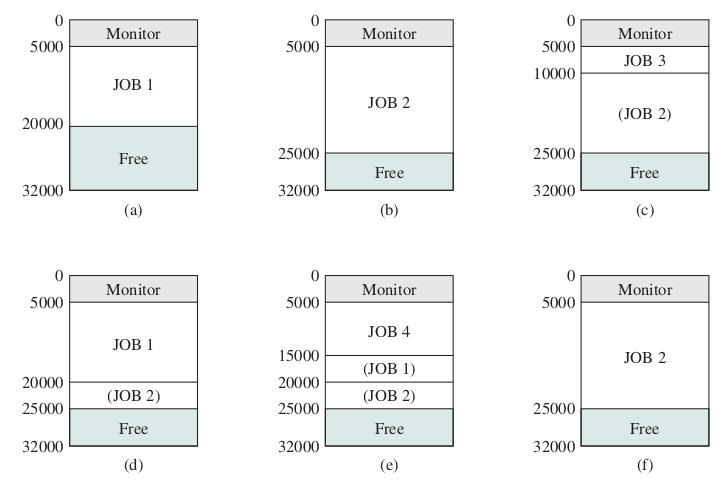 0
Monitor
5000
JOB 1
20000
Free
32000
(a)
0
Monitor
5000
JOB 2
25000
Free
32000
(b)
0
Monitor
5000
JOB 3
10000
(JOB 2)
25000
Free
32000
(c)
0
Monitor
5000
JOB 1
20000
(JOB 2)
25000
Free
32000
(d)
0
Monitor
5000
JOB 4
15000
(JOB 1)
20000
(JOB 2)
25000
Free
32000
(e)
0
Monitor
5000
JOB 2
25000
Free
32000
(f)